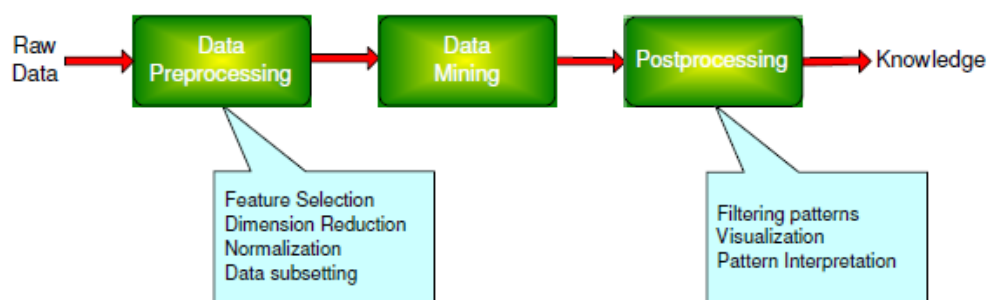 Raw
Data
Data
Preprocessing
Data
Mining
Postprocessing
Knowledge
Feature Selection
Dimension Reduction
Normalization
Data subsetting
Filtering patterns
Visualization
Pattern Interpretation